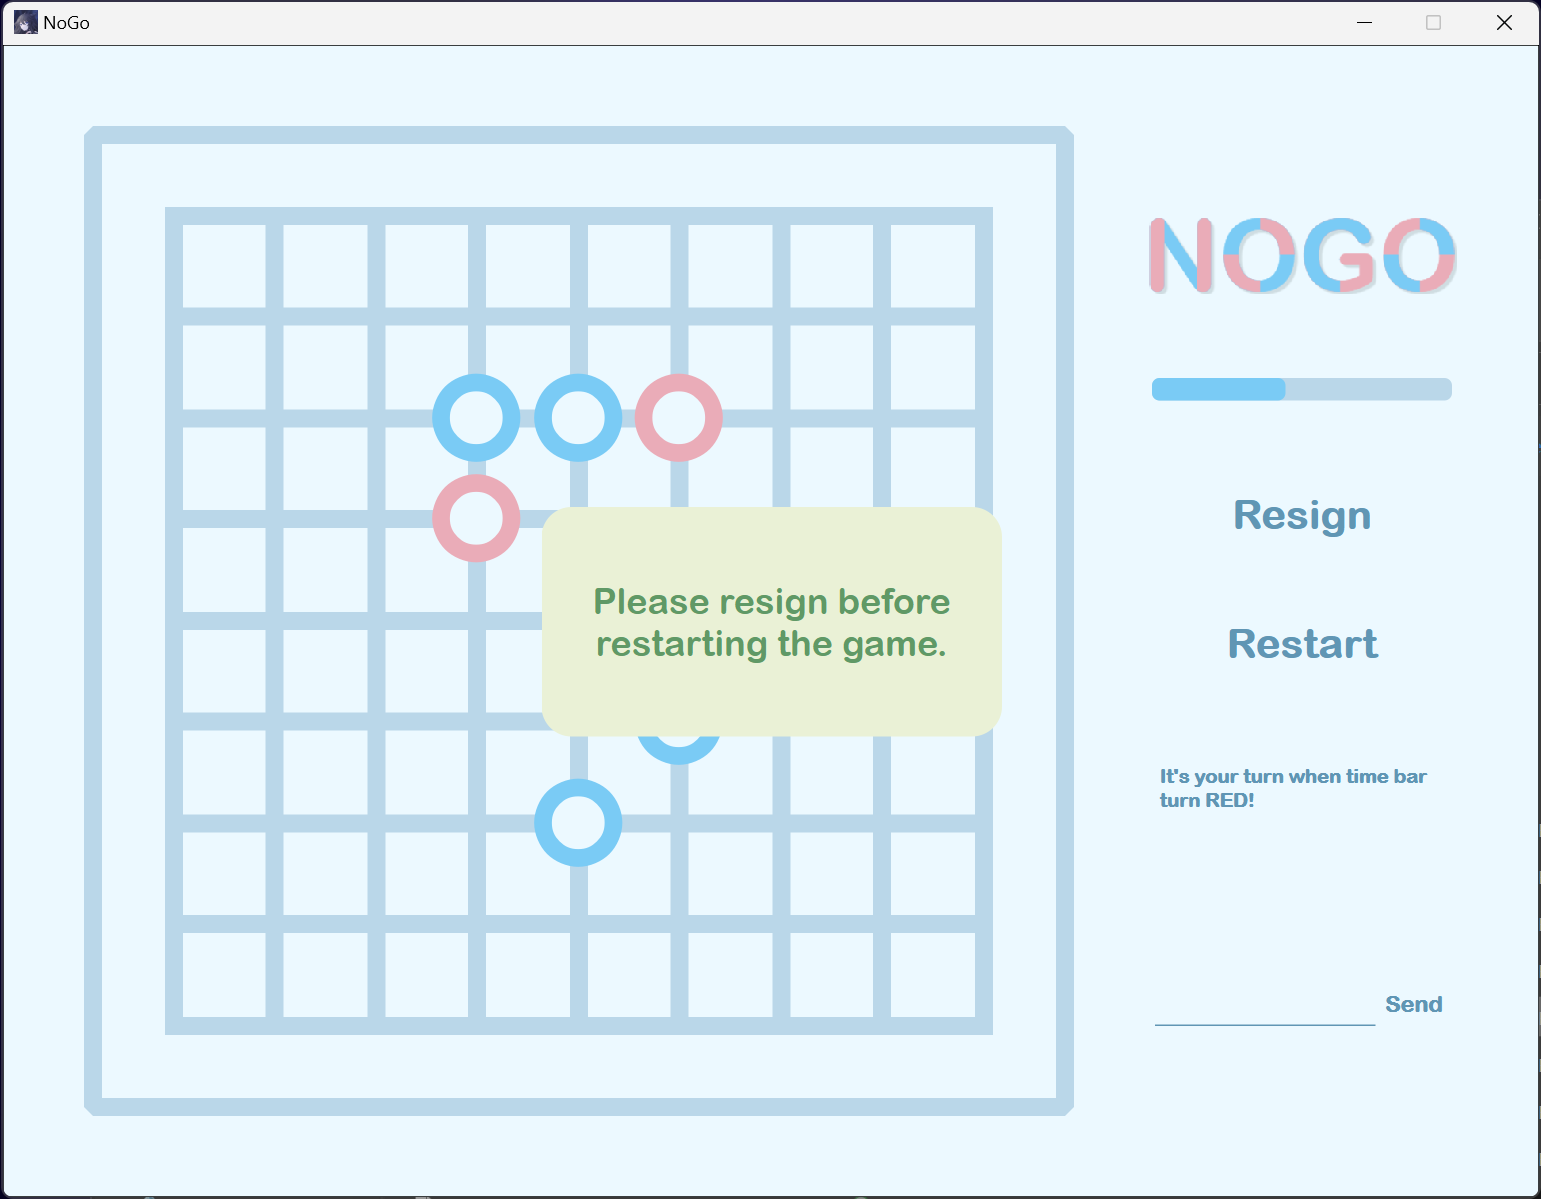 NoGo
NOGO
Resign
Please resign before
restarting the game.
Restart
It's your turn when time bar
turn RED!
Send